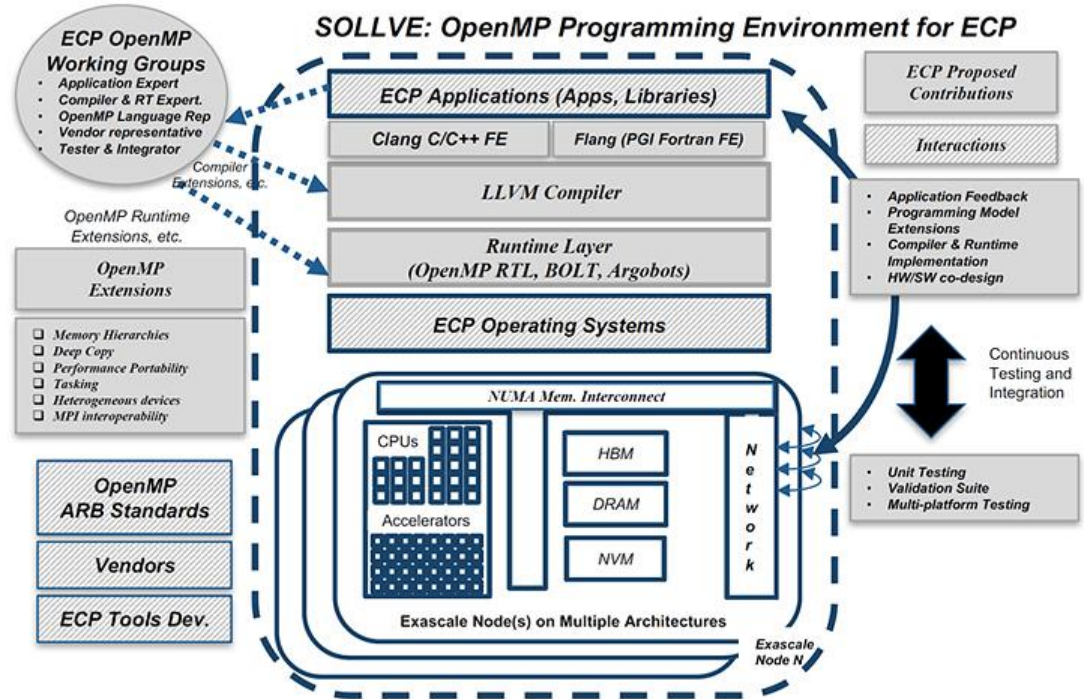 SOLLVE: OpenMP Programming Environment for ECP
ECP OpenMP
Working Groups
• Application Expert
• Compiler & RT Expert.
• OpenMP Language Rep
• Vendor representative
• Tester & Integrator
Compiler
Extensions, etc.
OpenMP Runtime
Extensions, etc.
OpenMP
Extensions
❑ Memory Hierarchies
❑ Deep Copy
❑ Performance Portability
❑ Tasking
❑ Heterogeneous devices
❑ MPI interoperability
OpenMP
ARB Standards
Vendors
ECP Tools Dev.
ECP Applications (Apps, Libraries)
Clang C/C++ FE
Flang (PGI Fortran FE)
LLVM Compiler
Runtime Layer
(OpenMP RTL, BOLT, Argobots)
ECP Operating Systems
NUMA Mem. Interconnect
CPUs
Accelerators
HBM
DRAM
NVM
Network
Exascale Node(s) on Multiple Architectures
Exascale
Node N
ECP Proposed
Contributions
Interactions
• Application Feedback
• Programming Model
Extensions
• Compiler & Runtime
Implementation
• HW/SW co-design
Continuous
Testing and
Integration
• Unit Testing
• Validation Suite
• Multi-platform Testing